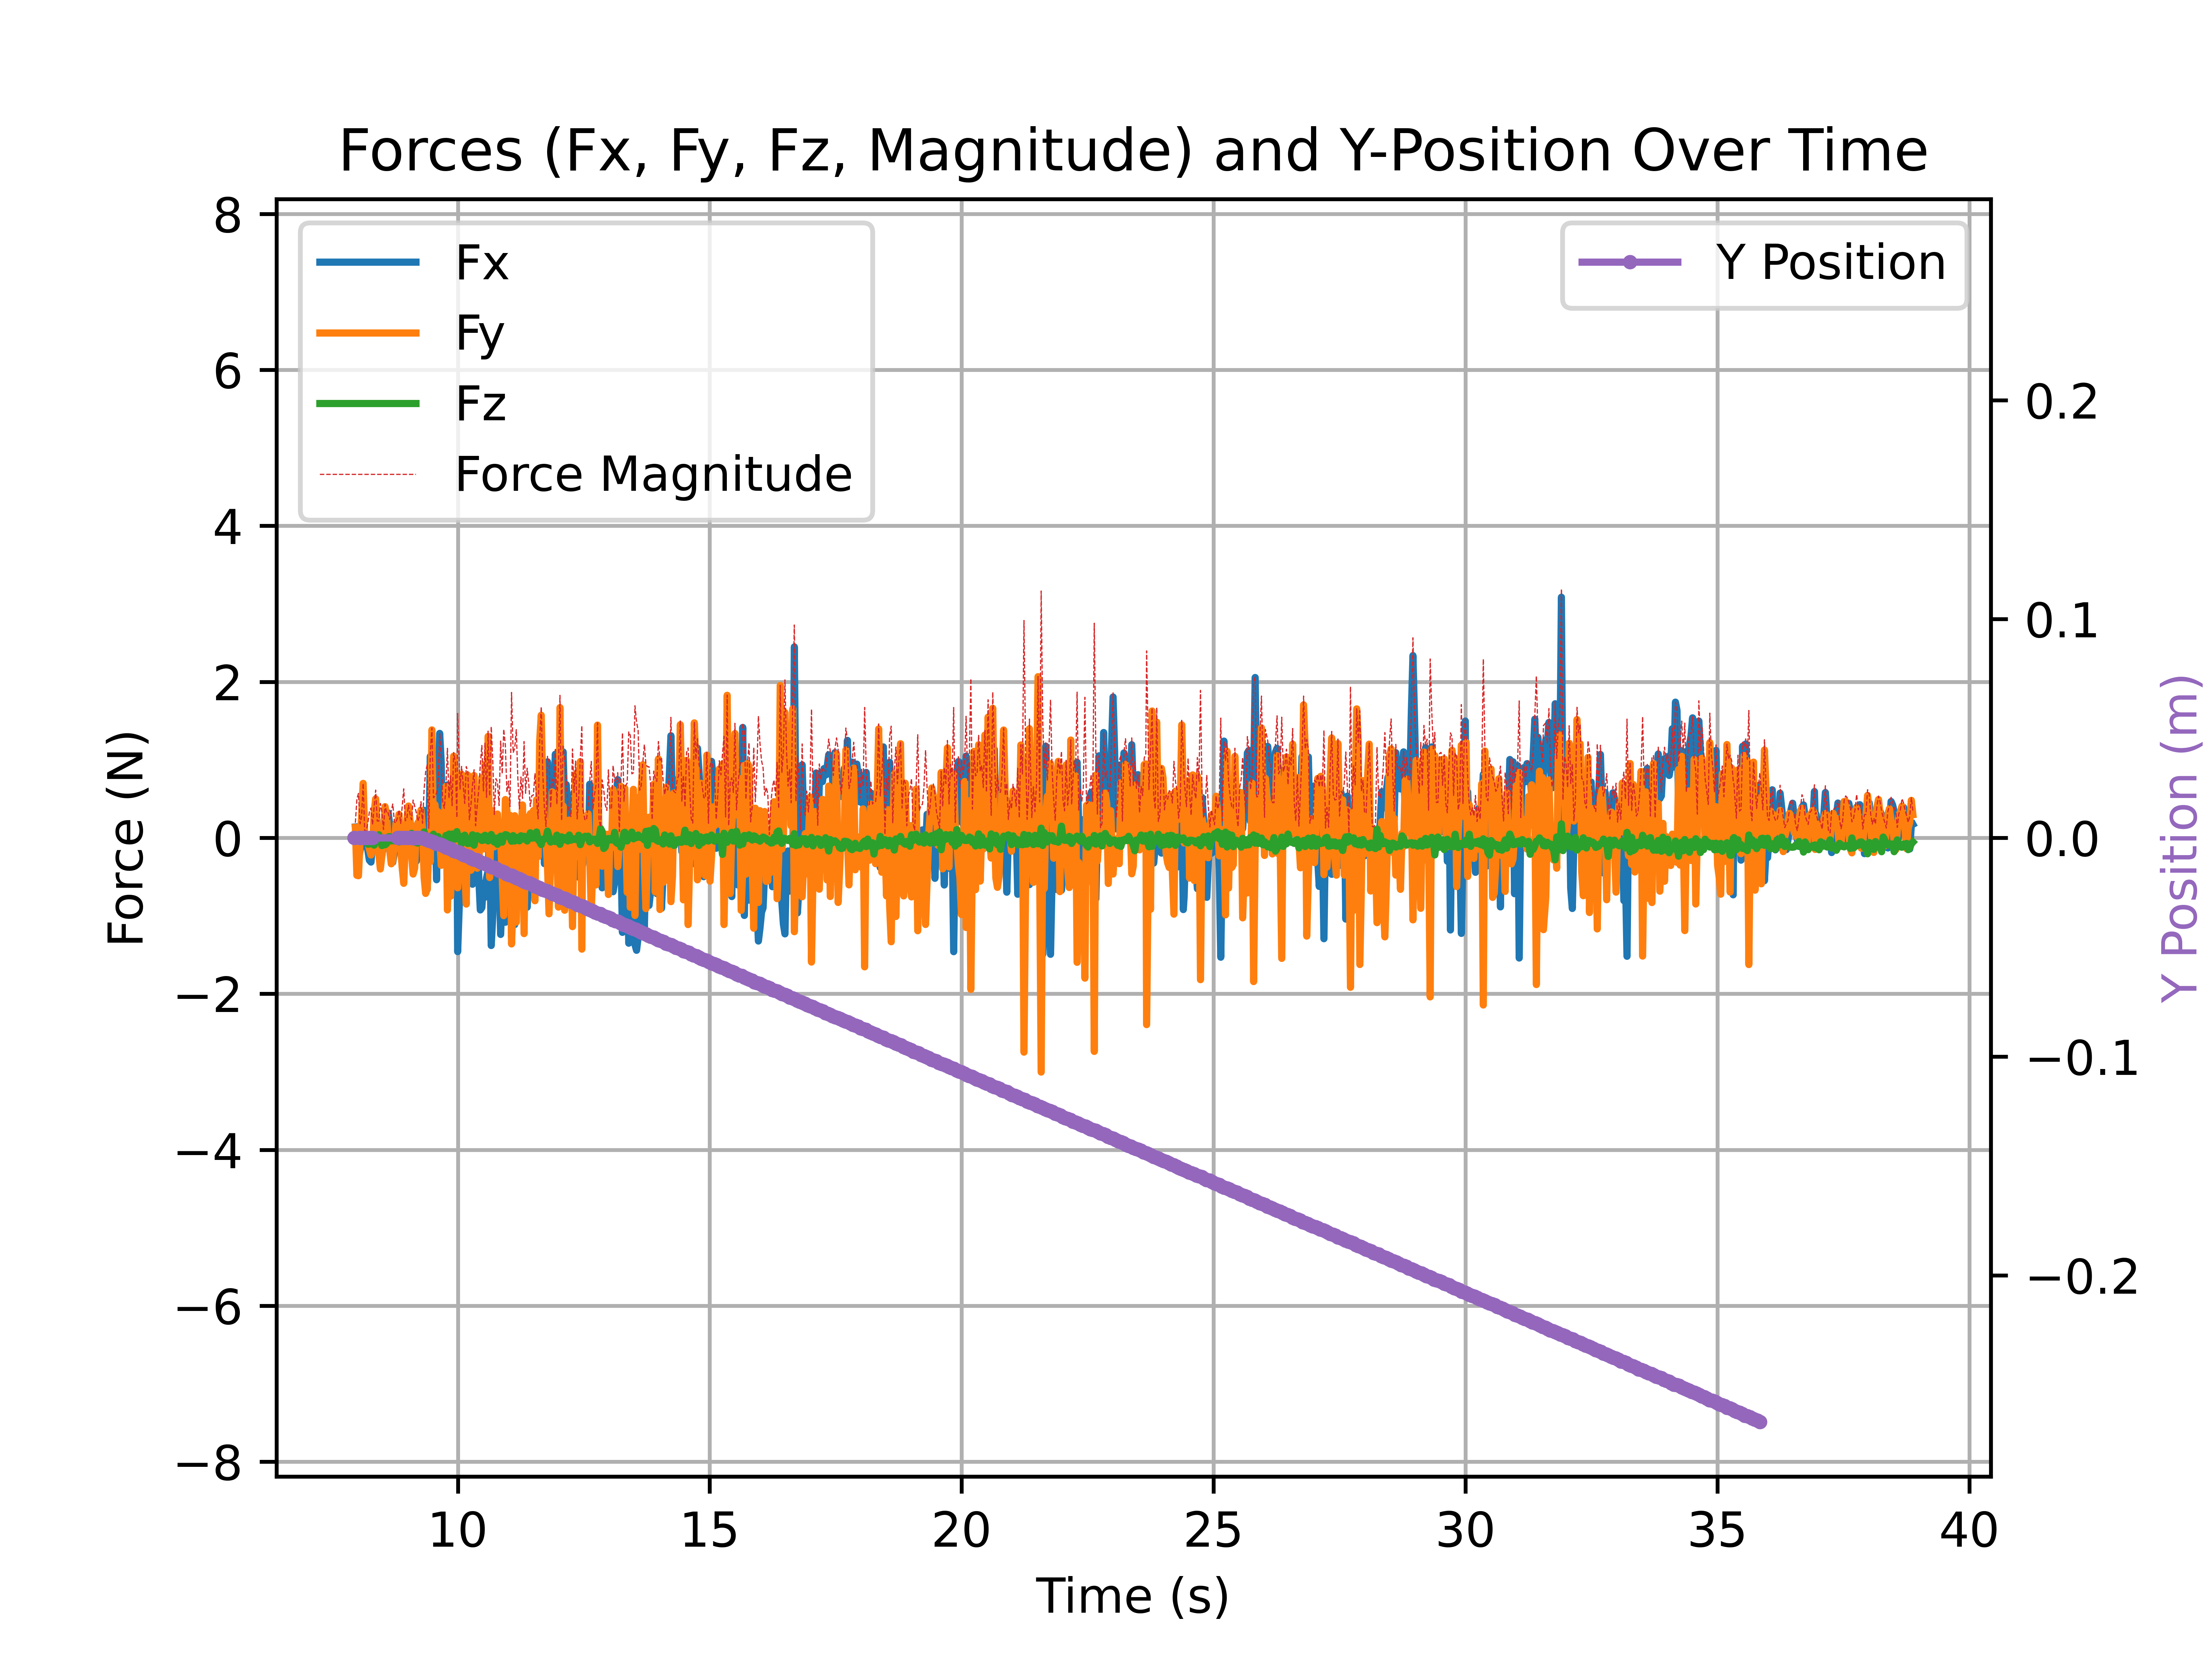 Forces (Fx, Fy, Fz, Magnitude) and Y-Position Over Time
Fx
Fy
Fz
Force Magnitude
Y Position
8
6
4
2
0
−2
−4
−6
−8
Force (N)
0.2
0.1
0.0
−0.1
−0.2
Y Position (m)
10 15 20 25 30 35 40
Time (s)